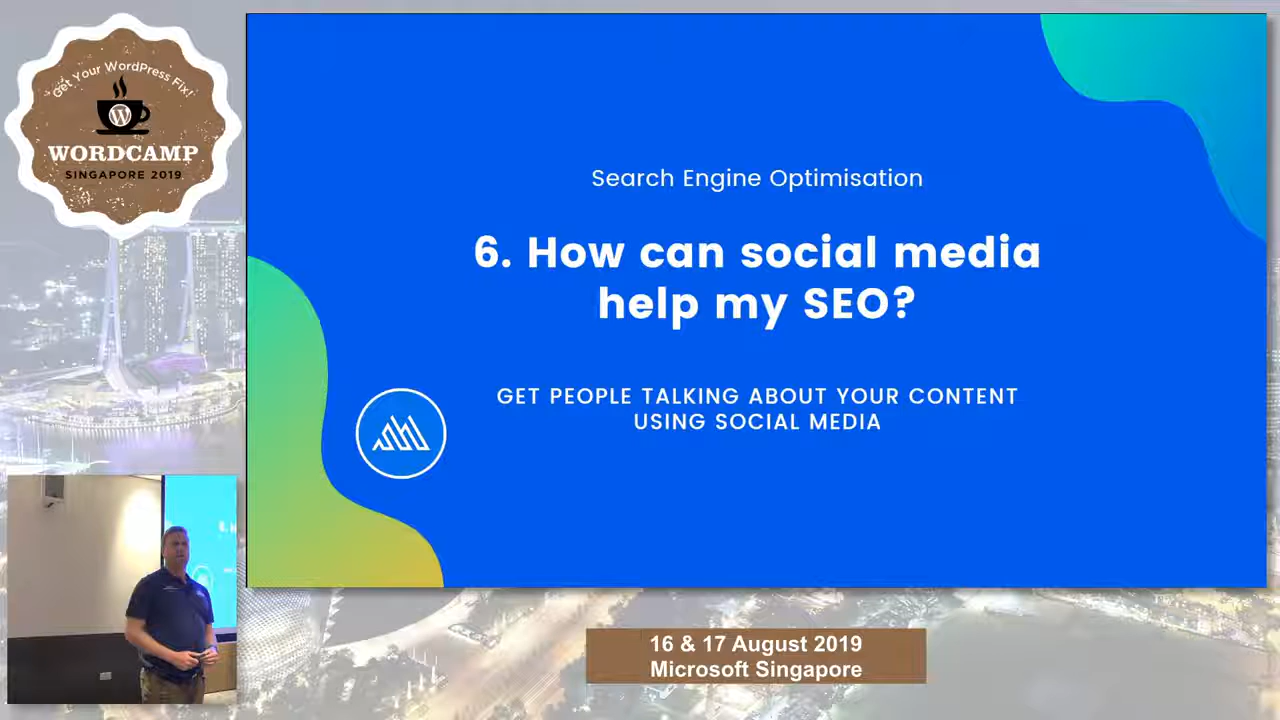 Get Your WordPress Fix!
WORDCAMP
SINGAPORE 2019
Search Engine Optimisation
6. How can social media
help my SEO?
GET PEOPLE TALKING ABOUT YOUR CONTENT
USING SOCIAL MEDIA
16 & 17 August 2019
Microsoft Singapore